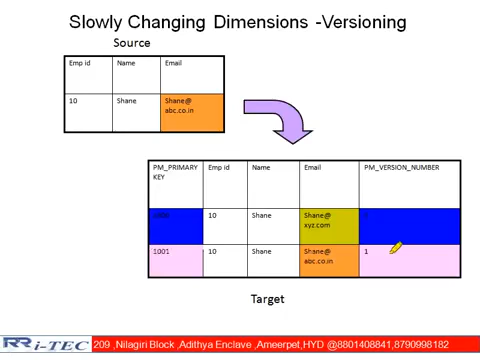 Slowly Changing Dimensions -Versioning
Source
Emp id Name Email
10 Shane Shane@
abc.co.in
PM_PRIMARY Emp id Name Email PM_VERSION_NUMBER
KEY
1000 10 Shane Shane@
xyz.com
1001 10 Shane Shane@ 1
abc.co.in
Target
RR i-TEC 209 ,Nilagiri Block ,Adithya Enclave ,Ameerpet,HYD @8801408841,8790998182